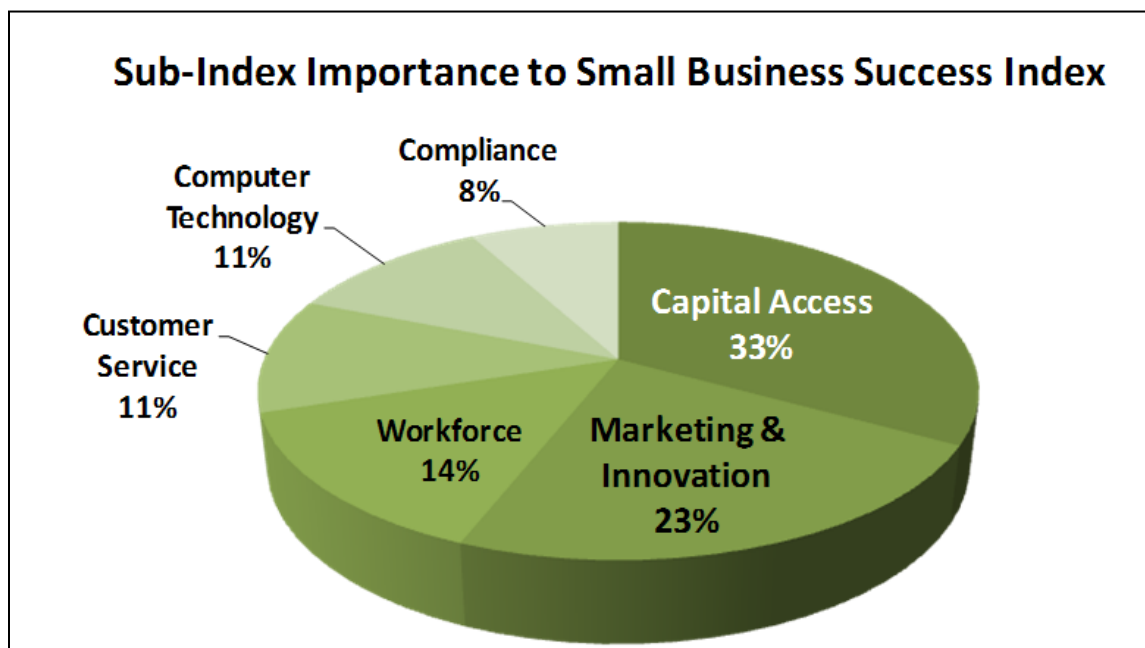 Sub-Index Importance to Small Business Success Index
Compliance
8%
Computer
Technology
11%
Capital Access
33%
Customer
Service
11%
Workforce
14%
Marketing &
Innovation
23%